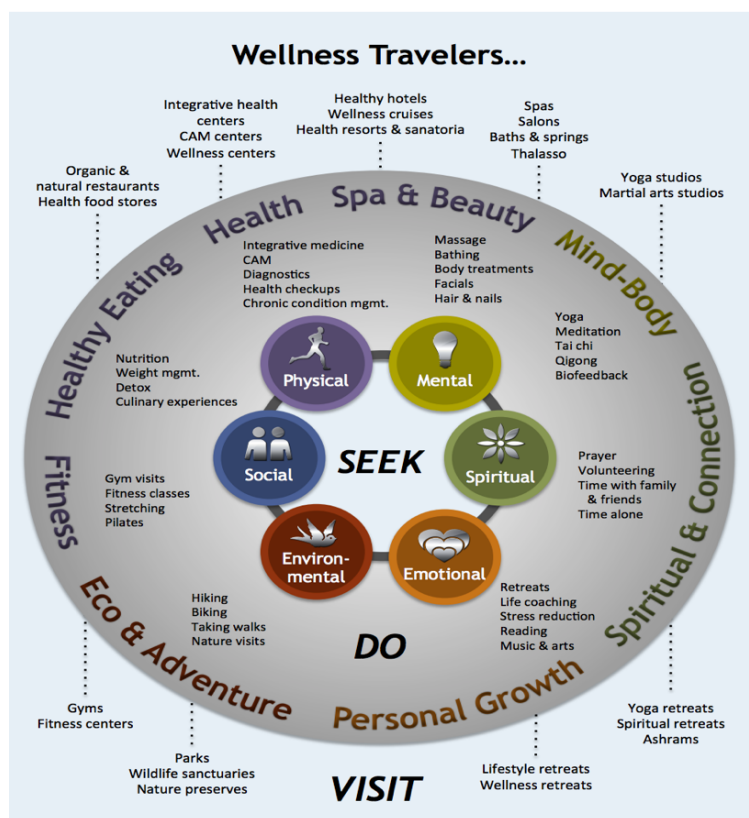 Wellness Travelers...
Integrative health
centers
CAM centers
Wellness centers
Healthy hotels
Wellness cruises
Health resorts & sanatoria
Spas
Salons
Baths & springs
Thalasso
Organic &
natural restaurants
Health food stores
Yoga studios
Martial arts studios
Healthy Eating
Health
Spa & Beauty
Mind-Body
Spiritual & Connection
Integrative medicine
CAM
Diagnostics
Health checkups
Chronic condition mgmt.
Massage
Bathing
Body treatments
Facials
Hair & nails
Yoga
Meditation
Tai chi
Qigong
Biofeedback
Nutrition
Weight mgmt.
Detox
Culinary experiences
Physical
Mental
Social
SEEK
Spiritual
Environ-
mental
Emotional
Fitness
Gym visits
Fitness classes
Stretching
Pilates
Prayer
Volunteering
Time with family
& friends
Time alone
Hiking
Biking
Taking walks
Nature visits
Retreats
Life coaching
Stress reduction
Reading
Music & arts
DO
Eco & Adventure
Personal Growth
Gyms
Fitness centers
Parks
Wildlife sanctuaries
Nature preserves
VISIT
Lifestyle retreats
Wellness retreats
Yoga retreats
Spiritual retreats
Ashrams